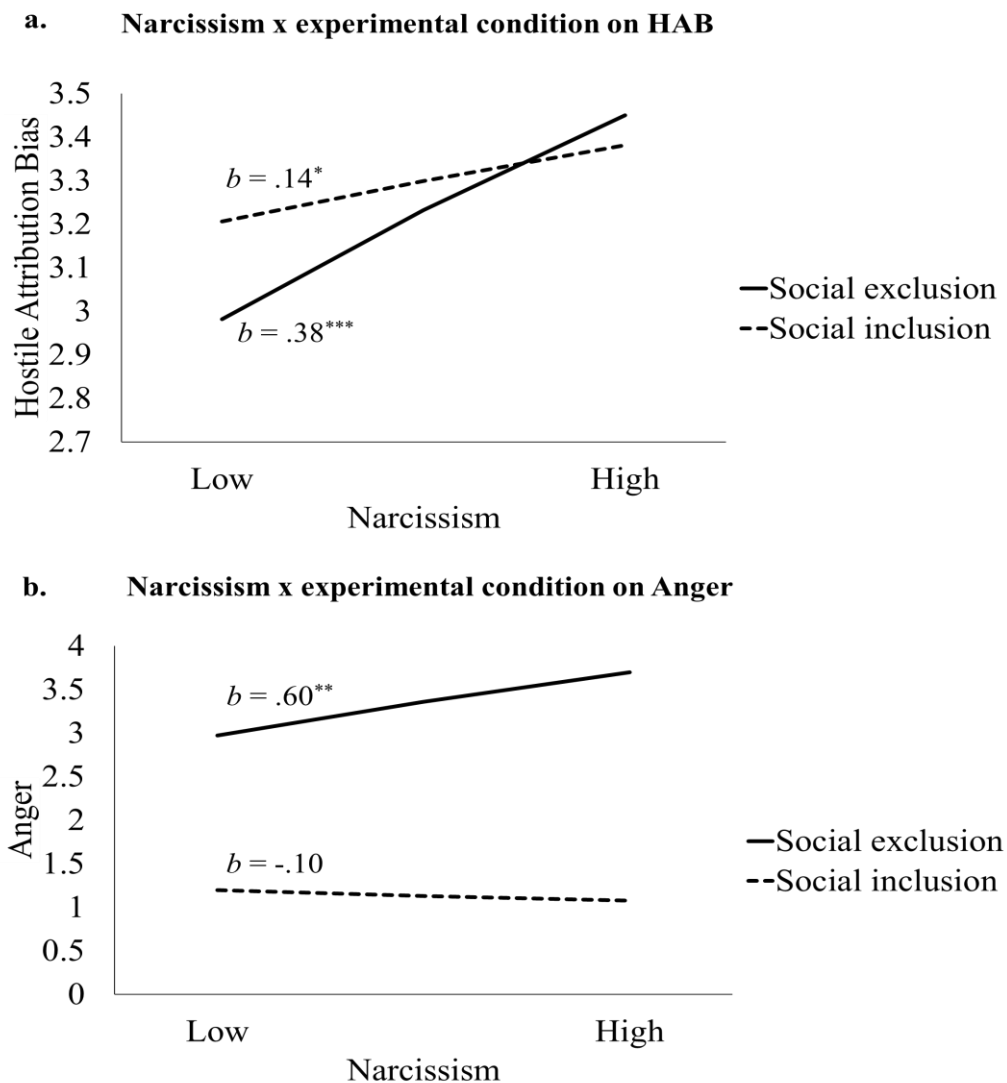 a. Narcissism x experimental condition on HAB
3.5
3.4
3.3
3.2
3.1
3
2.9
2.8
2.7
Hostile Attribution Bias
b = .14*
b = .38***
Social exclusion
Social inclusion
Low High
Narcissism
b. Narcissism x experimental condition on Anger
4
3.5
3
2.5
2
1.5
1
0.5
0
Anger
b = .60**
b = -.10
Social exclusion
Social inclusion
Low High
Narcissism